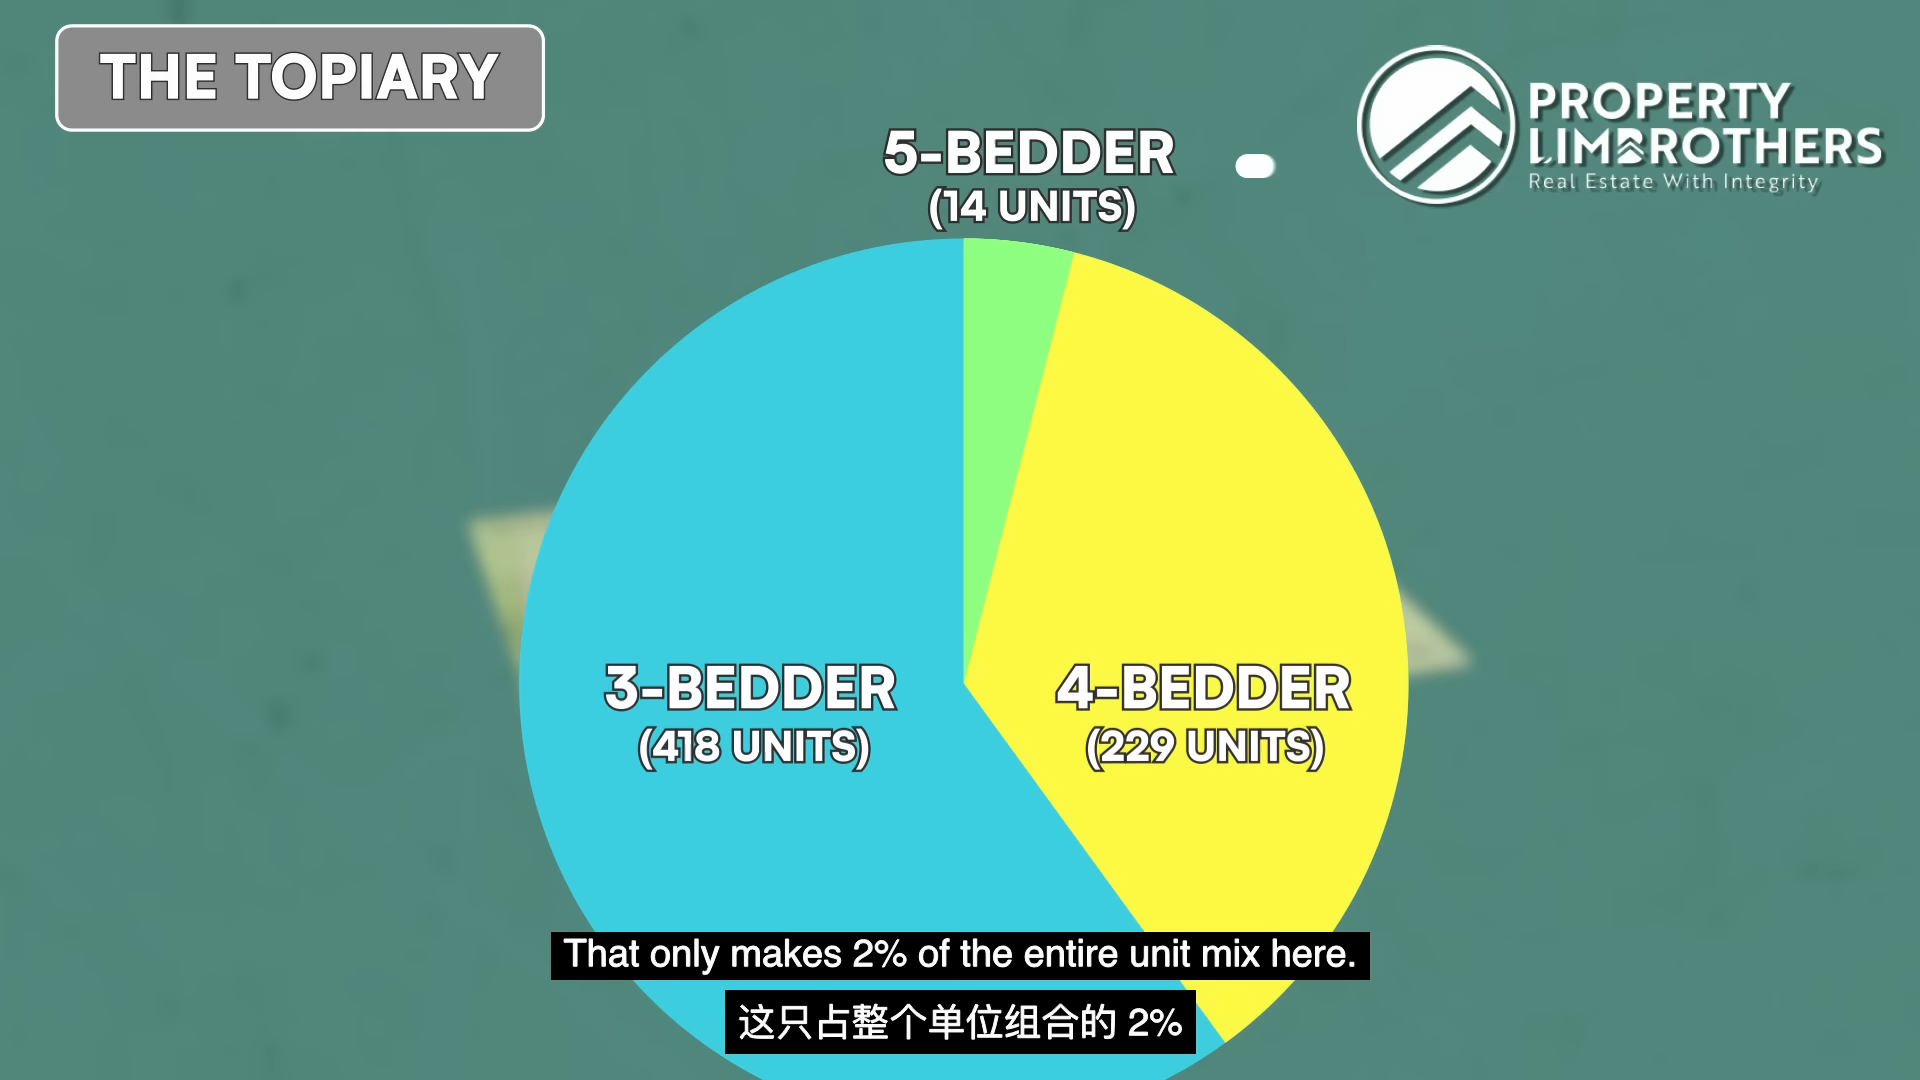 THE TOPIARY
PROPERTY
LIMBROTHERS
Real Estate With Integrity
5-BEDDER
(14 UNITS)
3-BEDDER
(418 UNITS)
4-BEDDER
(229 UNITS)
That only makes 2% of the entire unit mix here.
这只占整个单位组合的 2%